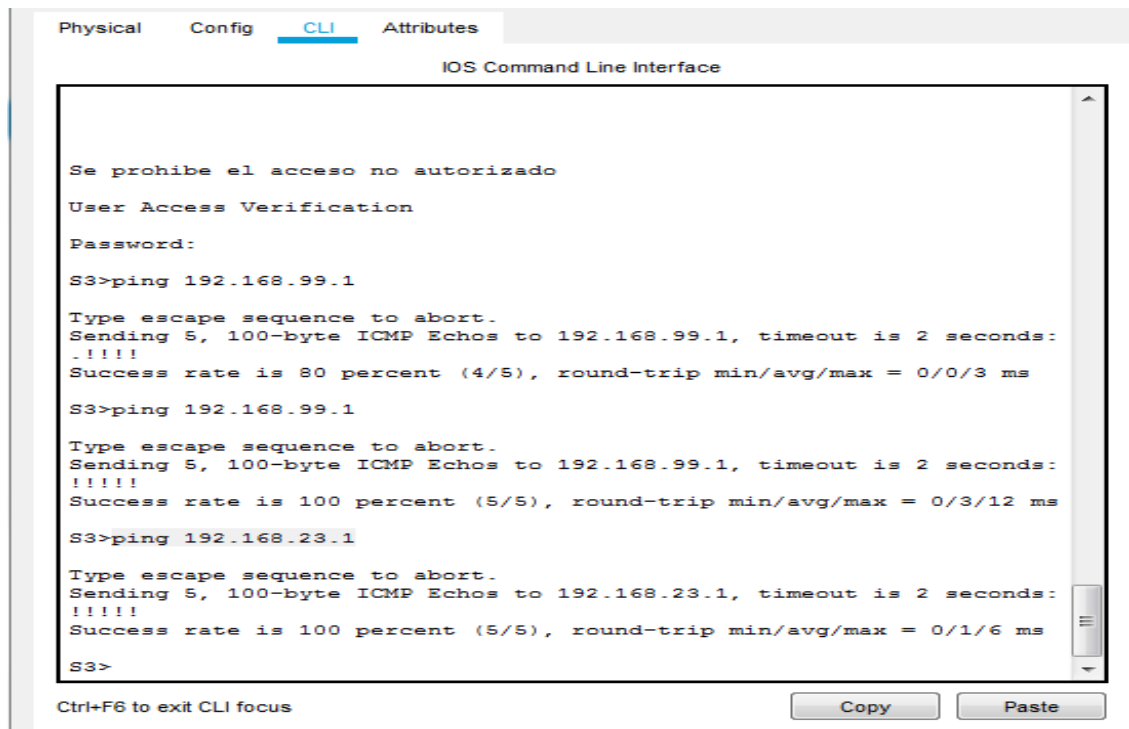 Physical Config CLI Attributes
IOS Command Line Interface
Se prohibe el acceso no autorizado
User Access Verification
Password:
S3>ping 192.168.99.1
Type escape sequence to abort.
Sending 5, 100-byte ICMP Echos to 192.168.99.1, timeout is 2 seconds:
.!!!!
Success rate is 80 percent (4/5), round-trip min/avg/max = 0/0/3 ms
S3>ping 192.168.99.1
Type escape sequence to abort.
Sending 5, 100-byte ICMP Echos to 192.168.99.1, timeout is 2 seconds:
!!!!!
Success rate is 100 percent (5/5), round-trip min/avg/max = 0/3/12 ms
S3>ping 192.168.23.1
Type escape sequence to abort.
Sending 5, 100-byte ICMP Echos to 192.168.23.1, timeout is 2 seconds:
!!!!!
Success rate is 100 percent (5/5), round-trip min/avg/max = 0/1/6 ms
S3>
Ctrl+F6 to exit CLI focus
Copy Paste